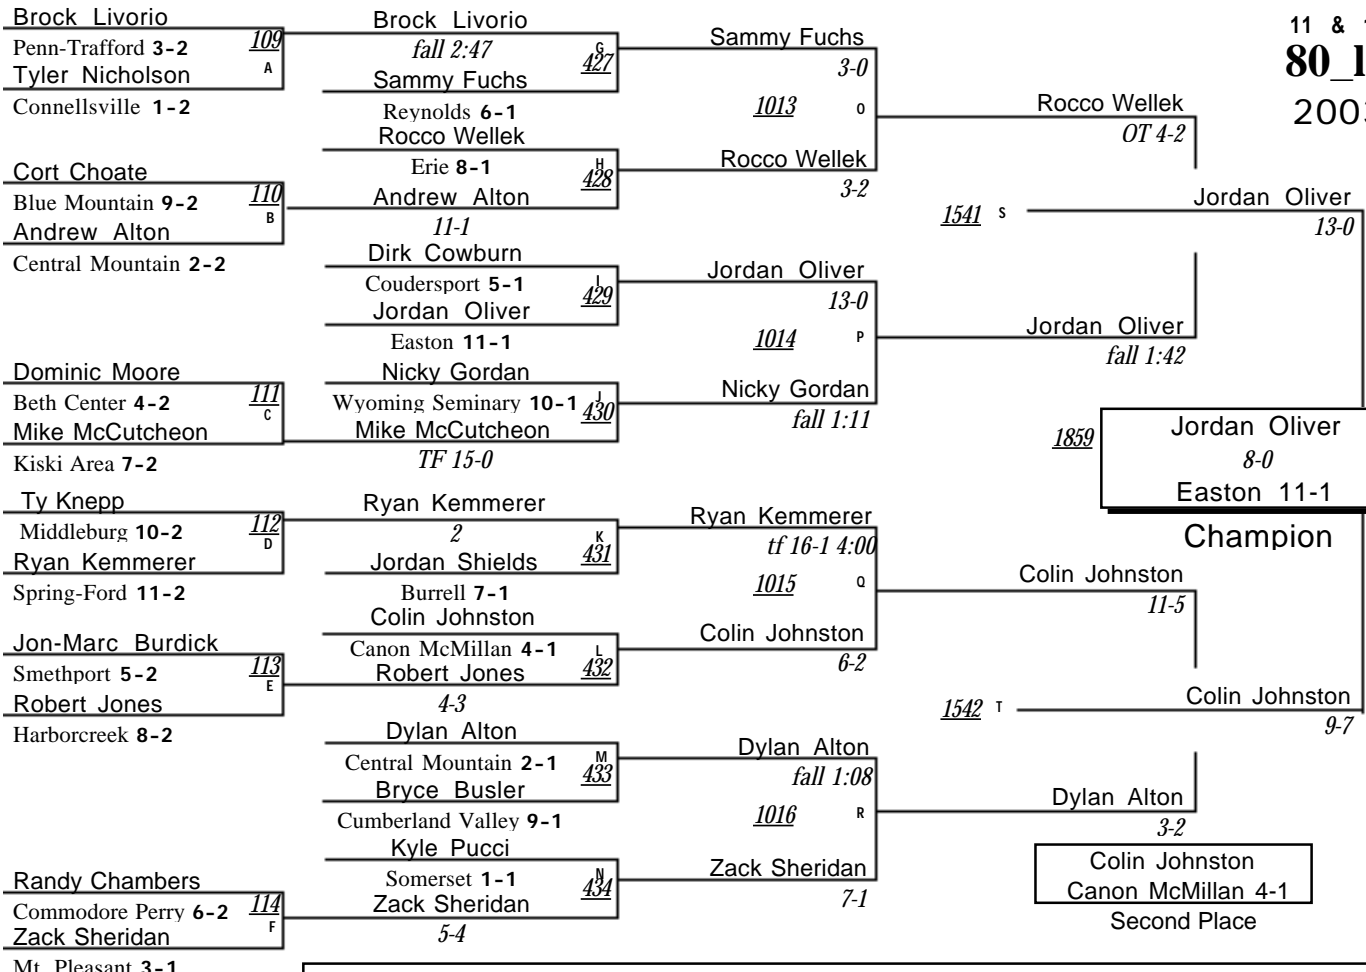 11 & 1
80_l
2003
Brock Livorio
Penn-Trafford 3-2
109
A
Tyler Nicholson
Connellsville 1-2
Cort Choate
Blue Mountain 9-2
110
B
Andrew Alton
Central Mountain 2-2
Dominic Moore
Beth Center 4-2
111
C
Mike McCutcheon
Kiski Area 7-2
Ty Knepp
Middleburg 10-2
112
D
Ryan Kemmerer
Spring-Ford 11-2
Jon-Marc Burdick
Smethport 5-2
113
E
Robert Jones
Harborcreek 8-2
Randy Chambers
Commodore Perry 6-2
114
F
Zack Sheridan
Mt. Pleasant 3-1
Brock Livorio
fall 2:47
G
427
Sammy Fuchs
Reynolds 6-1
Rocco Wellek
Erie 8-1
H
428
Andrew Alton
11-1
Dirk Cowburn
Coudersport 5-1
I
429
Jordan Oliver
Easton 11-1
Nicky Gordan
Wyoming Seminary 10-1
J
430
Mike McCutcheon
TF 15-0
Ryan Kemmerer
2
K
431
Jordan Shields
Burrell 7-1
Colin Johnston
Canon McMillan 4-1
L
432
Robert Jones
4-3
Dylan Alton
Central Mountain 2-1
M
433
Bryce Busler
Cumberland Valley 9-1
Kyle Pucci
Somerset 1-1
N
434
Zack Sheridan
5-4
Sammy Fuchs
3-0
1013
O
Rocco Wellek
3-2
Jordan Oliver
13-0
1014
P
Nicky Gordan
fall 1:11
Ryan Kemmerer
tf 16-1 4:00
1015
Q
Colin Johnston
6-2
Dylan Alton
fall 1:08
1016
R
Zack Sheridan
7-1
Rocco Wellek
OT 4-2
1541 S
Jordan Oliver
fall 1:42
Colin Johnston
11-5
1542 T
Dylan Alton
3-2
Jordan Oliver
13-0
Colin Johnston
9-7
1859
Jordan Oliver
8-0
Easton 11-1
Champion
Colin Johnston
Canon McMillan 4-1
Second Place